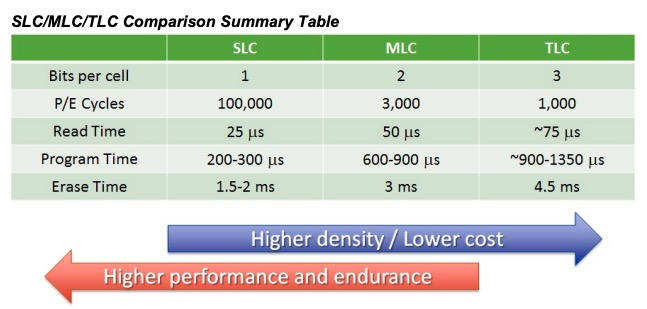 SLC/MLC/TLC Comparison Summary Table
SLC MLC TLC
Bits per cell 1 2 3
P/E Cycles 100,000 3,000 1,000
Read Time 25 μs 50 μs ~75 μs
Program Time 200-300 μs 600-900 μs ~900-1350 μs
Erase Time 1.5-2 ms 3 ms 4.5 ms
Higher density / Lower cost
Higher performance and endurance